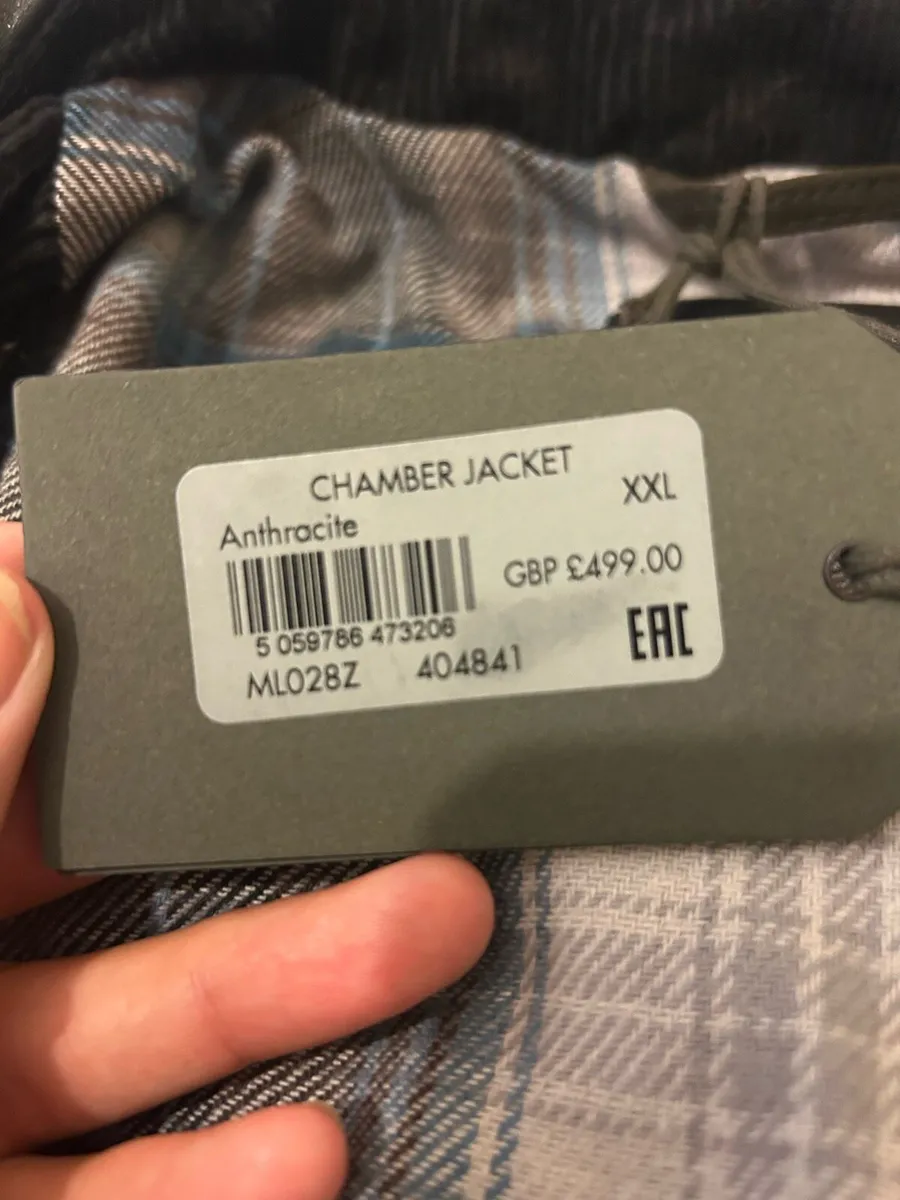 CHAMBER JACKET
Anthracite XXL
GBP £499.00
5 059786 473206
ML028Z 404841
EAC